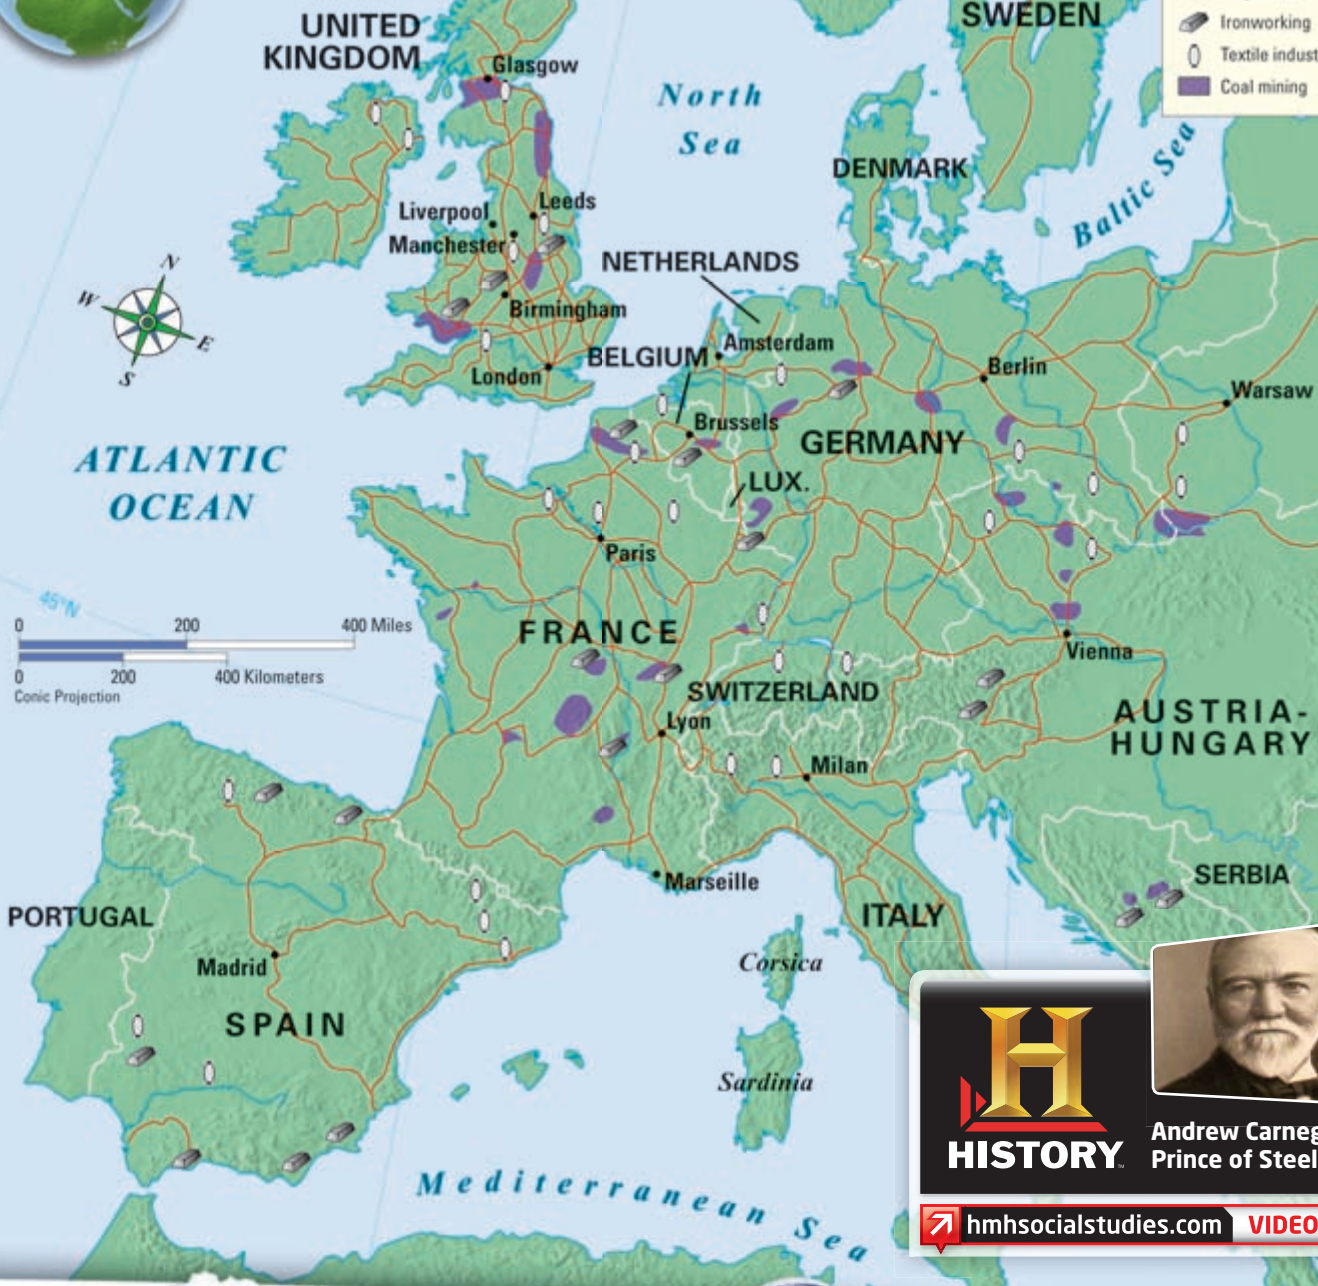 UNITED
KINGDOM
Glasgow
North
Sea
SWEDEN
Ironworking
Textile indust
Coal mining
DENMARK
Baltic Sea
Liverpool
Leeds
Manchester
NETHERLANDS
Birmingham
BELGIUM
Amsterdam
London
Berlin
Warsaw
N
W
E
S
Brussels
GERMANY
ATLANTIC
OCEAN
LUX.
Paris
45°N
0 200 400 Miles
0 200 400 Kilometers
Conic Projection
FRANCE
Vienna
SWITZERLAND
Lyon
AUSTRIA-
HUNGARY
Milan
Marseille
SERBIA
PORTUGAL
ITALY
Madrid
Corsica
SPAIN
Sardinia
Mediterranean Sea
H
HISTORY
Andrew Carneg
Prince of Steel
hmhsocialstudies.com VIDEO